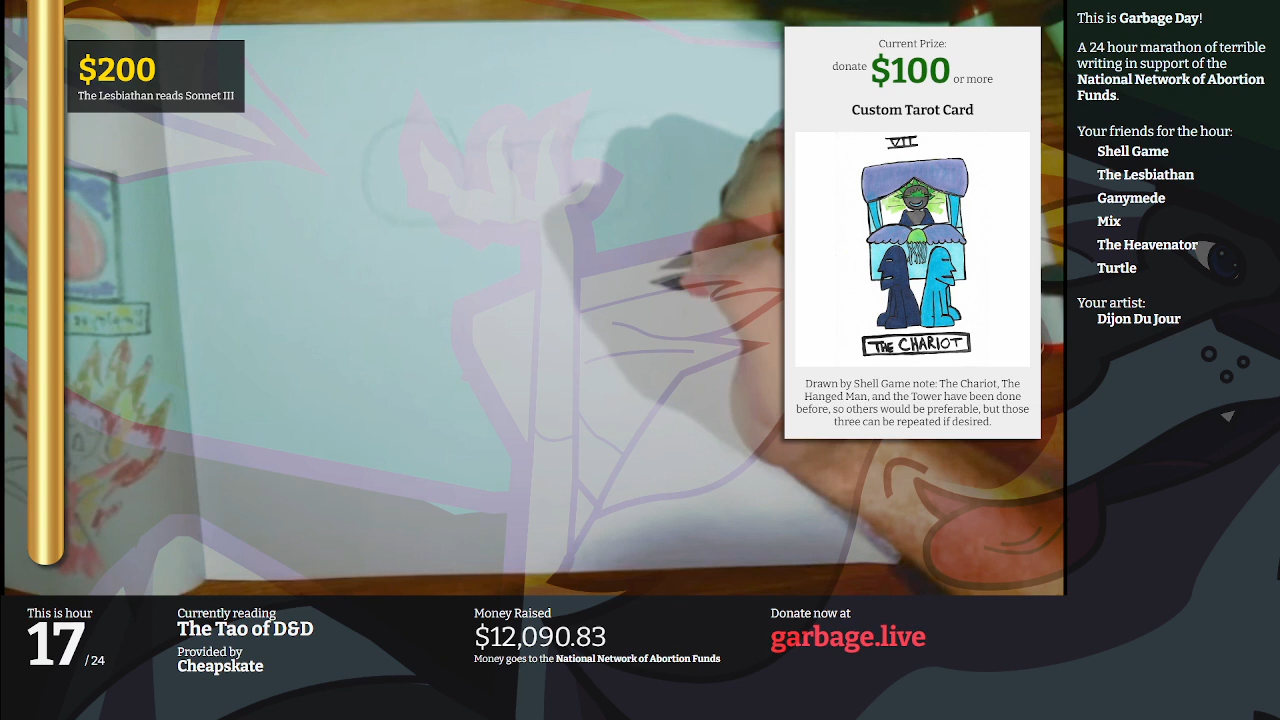 $200
The Lesbiathan reads Sonnet III
Current Prize:
donate $100 or more
Custom Tarot Card
VII
THE CHARIOT
Drawn by Shell Game note: The Chariot, The
Hanged Man, and the Tower have been done
before, so others would be preferable, but those
three can be repeated if desired.
This is Garbage Day!
A 24 hour marathon of terrible
writing in support of the
National Network of Abortion
Funds.
Your friends for the hour:
Shell Game
The Lesbiathan
Ganymede
Mix
The Heavenator
Turtle
Your artist:
Dijon Du Jour
This is hour
17 / 24
Currently reading
The Tao of D&D
Provided by
Cheapskate
Money Raised
$12,090.83
Money goes to the National Network of Abortion Funds
Donate now at
garbage.live